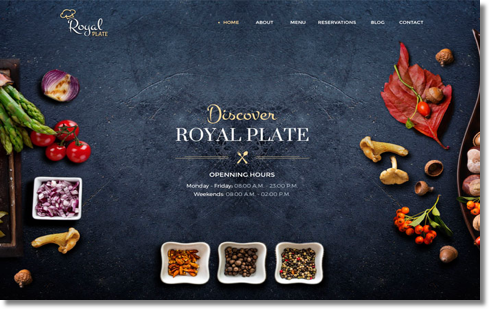 Royal
PLATE
HOME ABOUT MENU RESERVATIONS BLOG CONTACT
Discover
ROYAL PLATE
OPENNING HOURS
Monday - Friday: 08:00 A.M. - 23:00 P.M
Weekends: 08:00 A.M. - 02:00 P.M